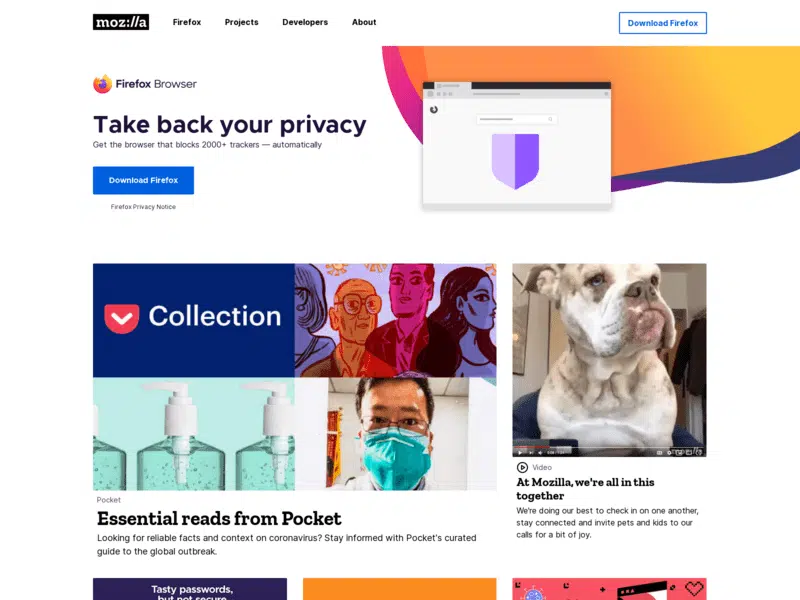 moz://a
Firefox
Projects
Developers
About
Download Firefox
Firefox Browser
Take back your privacy
Get the browser that blocks 2000+ trackers — automatically
Download Firefox
Firefox Privacy Notice
Collection
Pocket
Essential reads from Pocket
Looking for reliable facts and context on coronavirus? Stay informed with Pocket's curated
guide to the global outbreak.
Video
At Mozilla, we're all in this
together
We're doing our best to check in on one another,
stay connected and invite pets and kids to our
calls for a bit of joy.
Tasty passwords,
but not secure